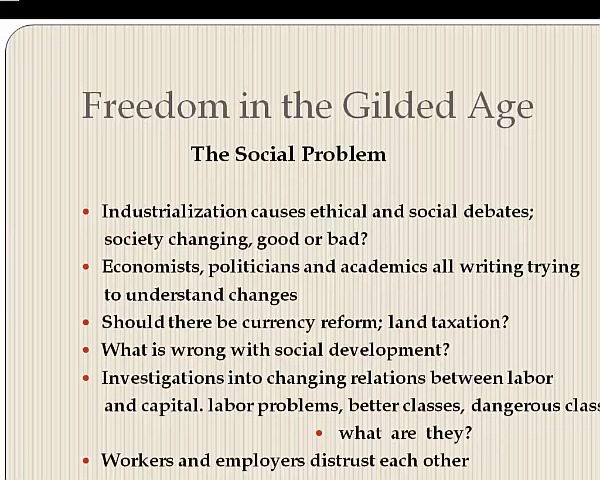 Freedom in the Gilded Age
The Social Problem
• Industrialization causes ethical and social debates;
society changing, good or bad?
• Economists, politicians and academics all writing trying
to understand changes
• Should there be currency reform; land taxation?
• What is wrong with social development?
• Investigations into changing relations between labor
and capital. labor problems, better classes, dangerous clas
• what are they?
• Workers and employers distrust each other